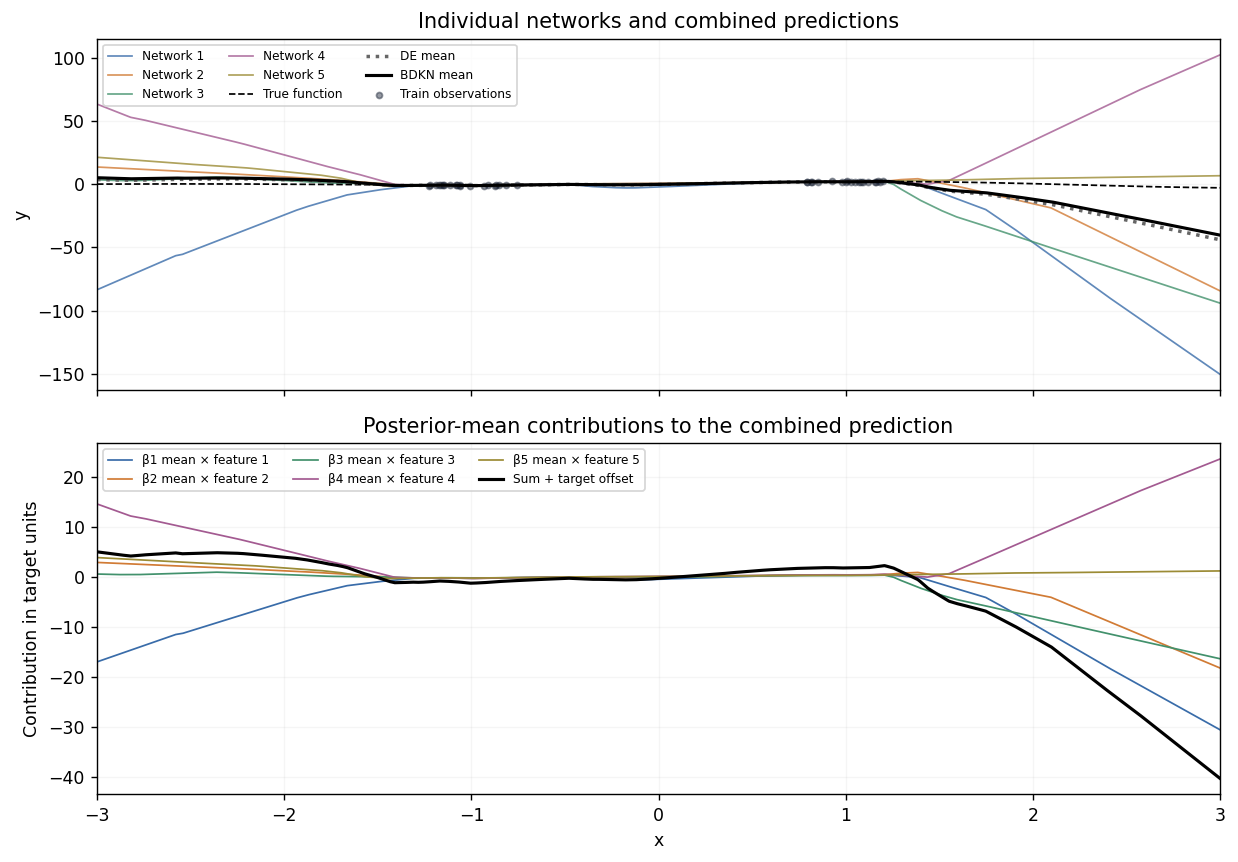 Individual networks and combined predictions
Network 1
Network 2
Network 3
Network 4
Network 5
True function
DE mean
BDKN mean
Train observations
100
50
0
−50
−100
−150
y
Posterior-mean contributions to the combined prediction
β1 mean × feature 1
β2 mean × feature 2
β3 mean × feature 3
β4 mean × feature 4
β5 mean × feature 5
Sum + target offset
20
10
0
−10
−20
−30
−40
Contribution in target units
−3
−2
−1
0
1
2
3
x